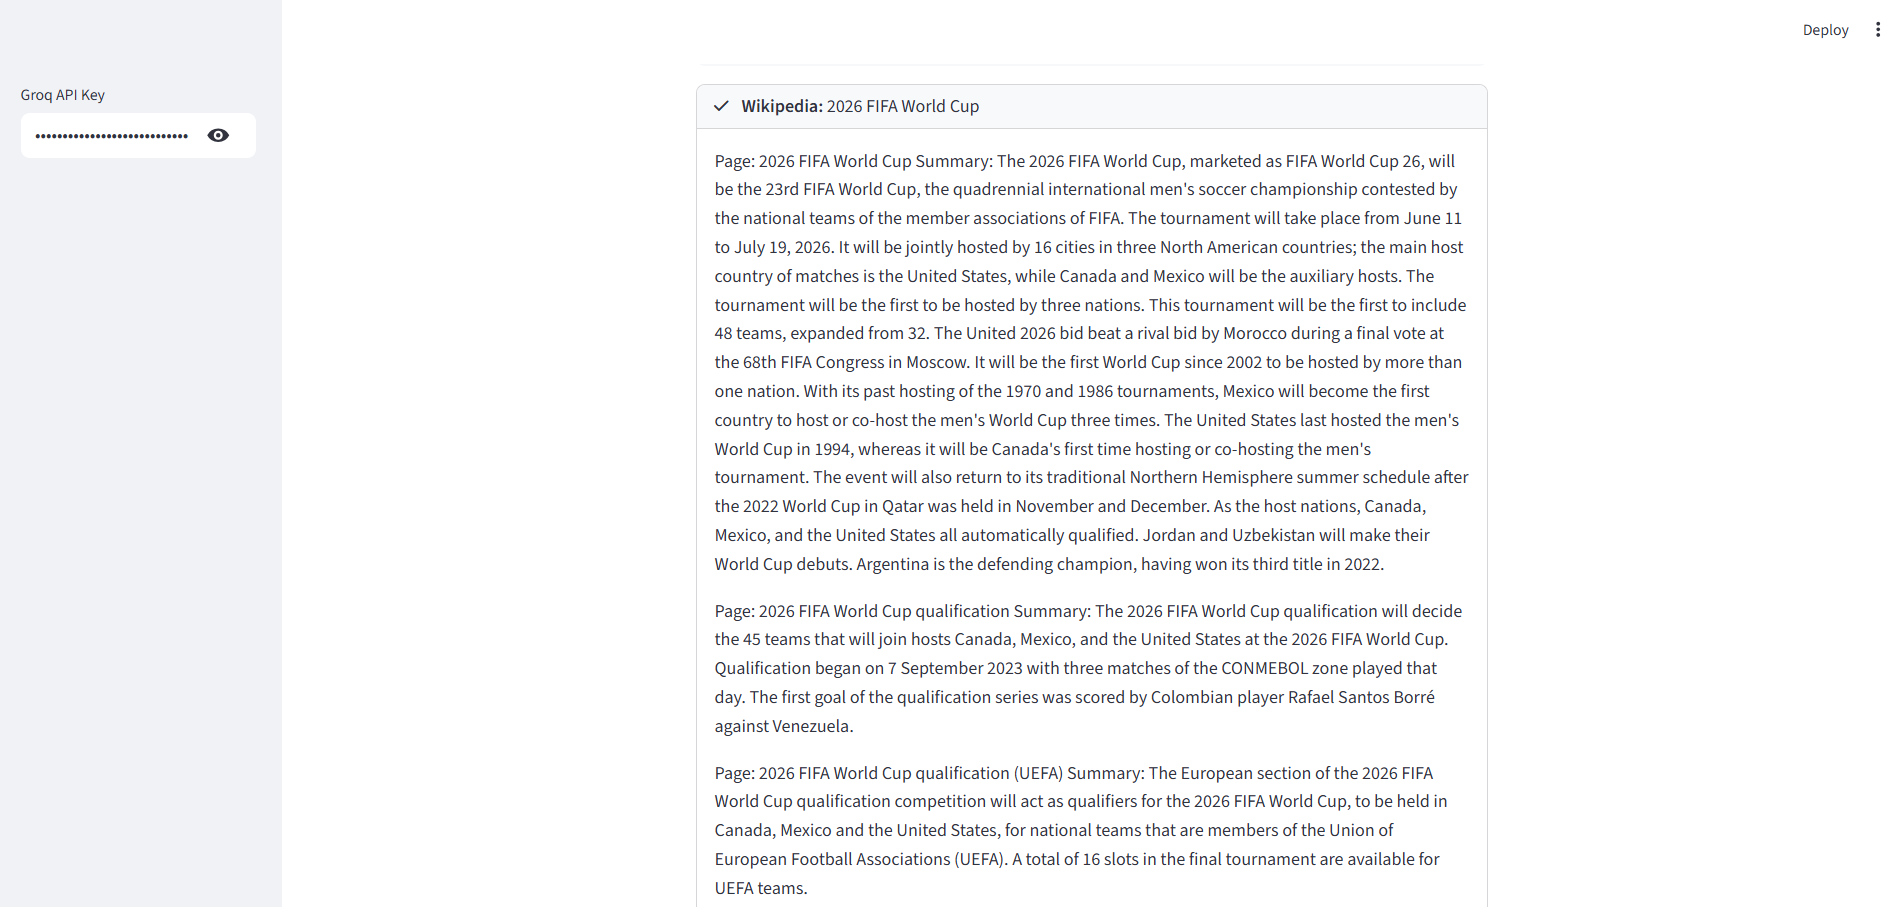 Deploy
Groq API Key
Wikipedia: 2026 FIFA World Cup
Page: 2026 FIFA World Cup Summary: The 2026 FIFA World Cup, marketed as FIFA World Cup 26, will
be the 23rd FIFA World Cup, the quadrennial international men's soccer championship contested by
the national teams of the member associations of FIFA. The tournament will take place from June 11
to July 19, 2026. It will be jointly hosted by 16 cities in three North American countries; the main host
country of matches is the United States, while Canada and Mexico will be the auxiliary hosts. The
tournament will be the first to be hosted by three nations. This tournament will be the first to include
48 teams, expanded from 32. The United 2026 bid beat a rival bid by Morocco during a final vote at
the 68th FIFA Congress in Moscow. It will be the first World Cup since 2002 to be hosted by more than
one nation. With its past hosting of the 1970 and 1986 tournaments, Mexico will become the first
country to host or co-host the men's World Cup three times. The United States last hosted the men's
World Cup in 1994, whereas it will be Canada's first time hosting or co-hosting the men's
tournament. The event will also return to its traditional Northern Hemisphere summer schedule after
the 2022 World Cup in Qatar was held in November and December. As the host nations, Canada,
Mexico, and the United States all automatically qualified. Jordan and Uzbekistan will make their
World Cup debuts. Argentina is the defending champion, having won its third title in 2022.
Page: 2026 FIFA World Cup qualification Summary: The 2026 FIFA World Cup qualification will decide
the 45 teams that will join hosts Canada, Mexico, and the United States at the 2026 FIFA World Cup.
Qualification began on 7 September 2023 with three matches of the CONMEBOL zone played that
day. The first goal of the qualification series was scored by Colombian player Rafael Santos Borré
against Venezuela.
Page: 2026 FIFA World Cup qualification (UEFA) Summary: The European section of the 2026 FIFA
World Cup qualification competition will act as qualifiers for the 2026 FIFA World Cup, to be held in
Canada, Mexico and the United States, for national teams that are members of the Union of
European Football Associations (UEFA). A total of 16 slots in the final tournament are available for
UEFA teams.